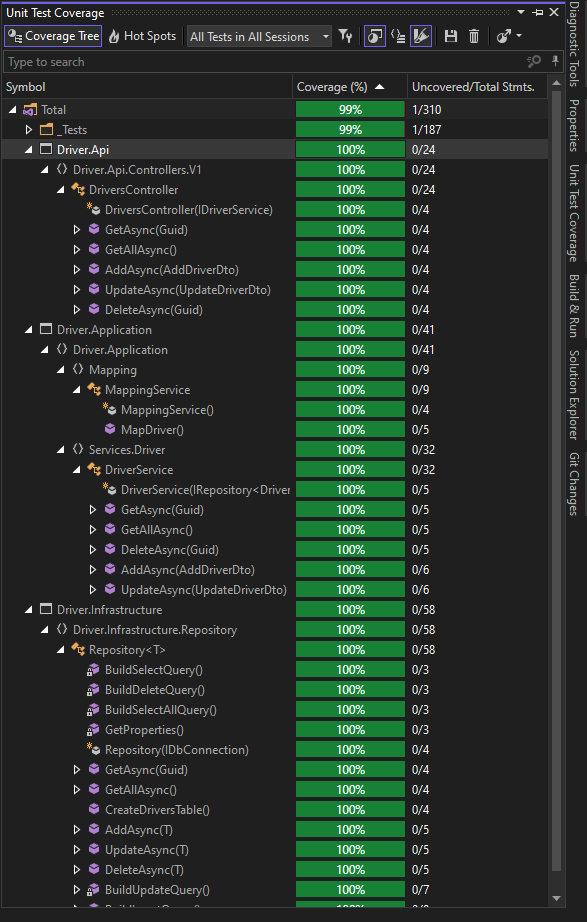 Unit Test Coverage
Coverage Tree Hot Spots All Tests in All Sessions
Type to search
Symbol Coverage (%) Uncovered/Total Stmts.
Total 99% 1/310
_Tests 99% 1/187
Driver.Api 100% 0/24
Driver.Api.Controllers.V1 100% 0/24
DriversController 100% 0/24
DriversController(IDriverService) 100% 0/4
GetAsync(Guid) 100% 0/4
GetAllAsync() 100% 0/4
AddAsync(AddDriverDto) 100% 0/4
UpdateAsync(UpdateDriverDto) 100% 0/4
DeleteAsync(Guid) 100% 0/4
Driver.Application 100% 0/41
Driver.Application 100% 0/41
Mapping 100% 0/9
MappingService 100% 0/9
MappingService() 100% 0/4
MapDriver() 100% 0/5
Services.Driver 100% 0/32
DriverService 100% 0/32
DriverService(IRepository<Driver 100% 0/5
GetAsync(Guid) 100% 0/5
GetAllAsync() 100% 0/5
DeleteAsync(Guid) 100% 0/5
AddAsync(AddDriverDto) 100% 0/6
UpdateAsync(UpdateDriverDto) 100% 0/6
Driver.Infrastructure 100% 0/58
Driver.Infrastructure.Repository 100% 0/58
Repository<T> 100% 0/58
BuildSelectQuery() 100% 0/3
BuildDeleteQuery() 100% 0/3
BuildSelectAllQuery() 100% 0/3
GetProperties() 100% 0/3
Repository(IDbConnection) 100% 0/4
GetAsync(Guid) 100% 0/4
GetAllAsync() 100% 0/4
CreateDriversTable() 100% 0/4
AddAsync(T) 100% 0/5
UpdateAsync(T) 100% 0/5
DeleteAsync(T) 100% 0/5
BuildUpdateQuery() 100% 0/7
Diagnostic Tools
Properties
Unit Test Coverage
Build & Run
Solution Explorer
Git Changes